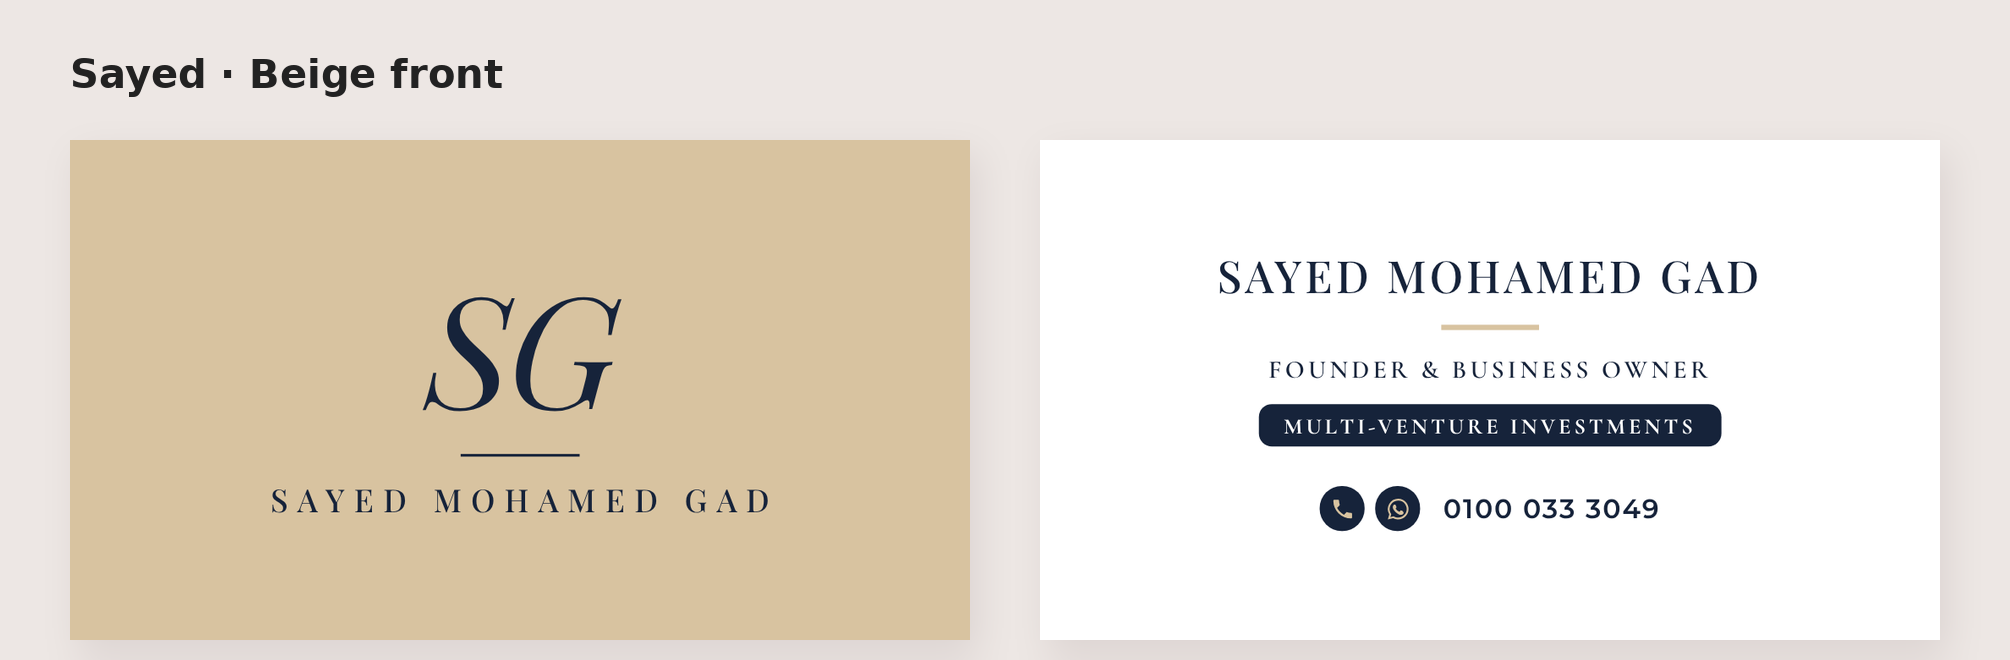 Sayed · Beige front
SG
SAYED MOHAMED GAD
SAYED MOHAMED GAD
FOUNDER & BUSINESS OWNER
MULTI-VENTURE INVESTMENTS
0100 033 3049